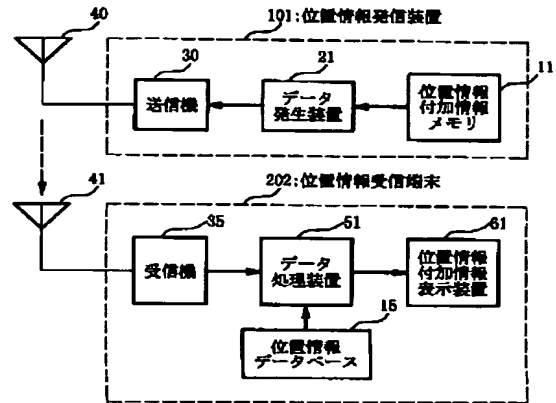 40
101:位置情報発信装置
30
21
11
送信機
データ
発生装置
位置情報
付加情報
メモリ
41
202:位置情報受信端末
35
51
61
受信機
データ
処理装置
位置情報
付加情報
表示装置
15
位置情報
データベース